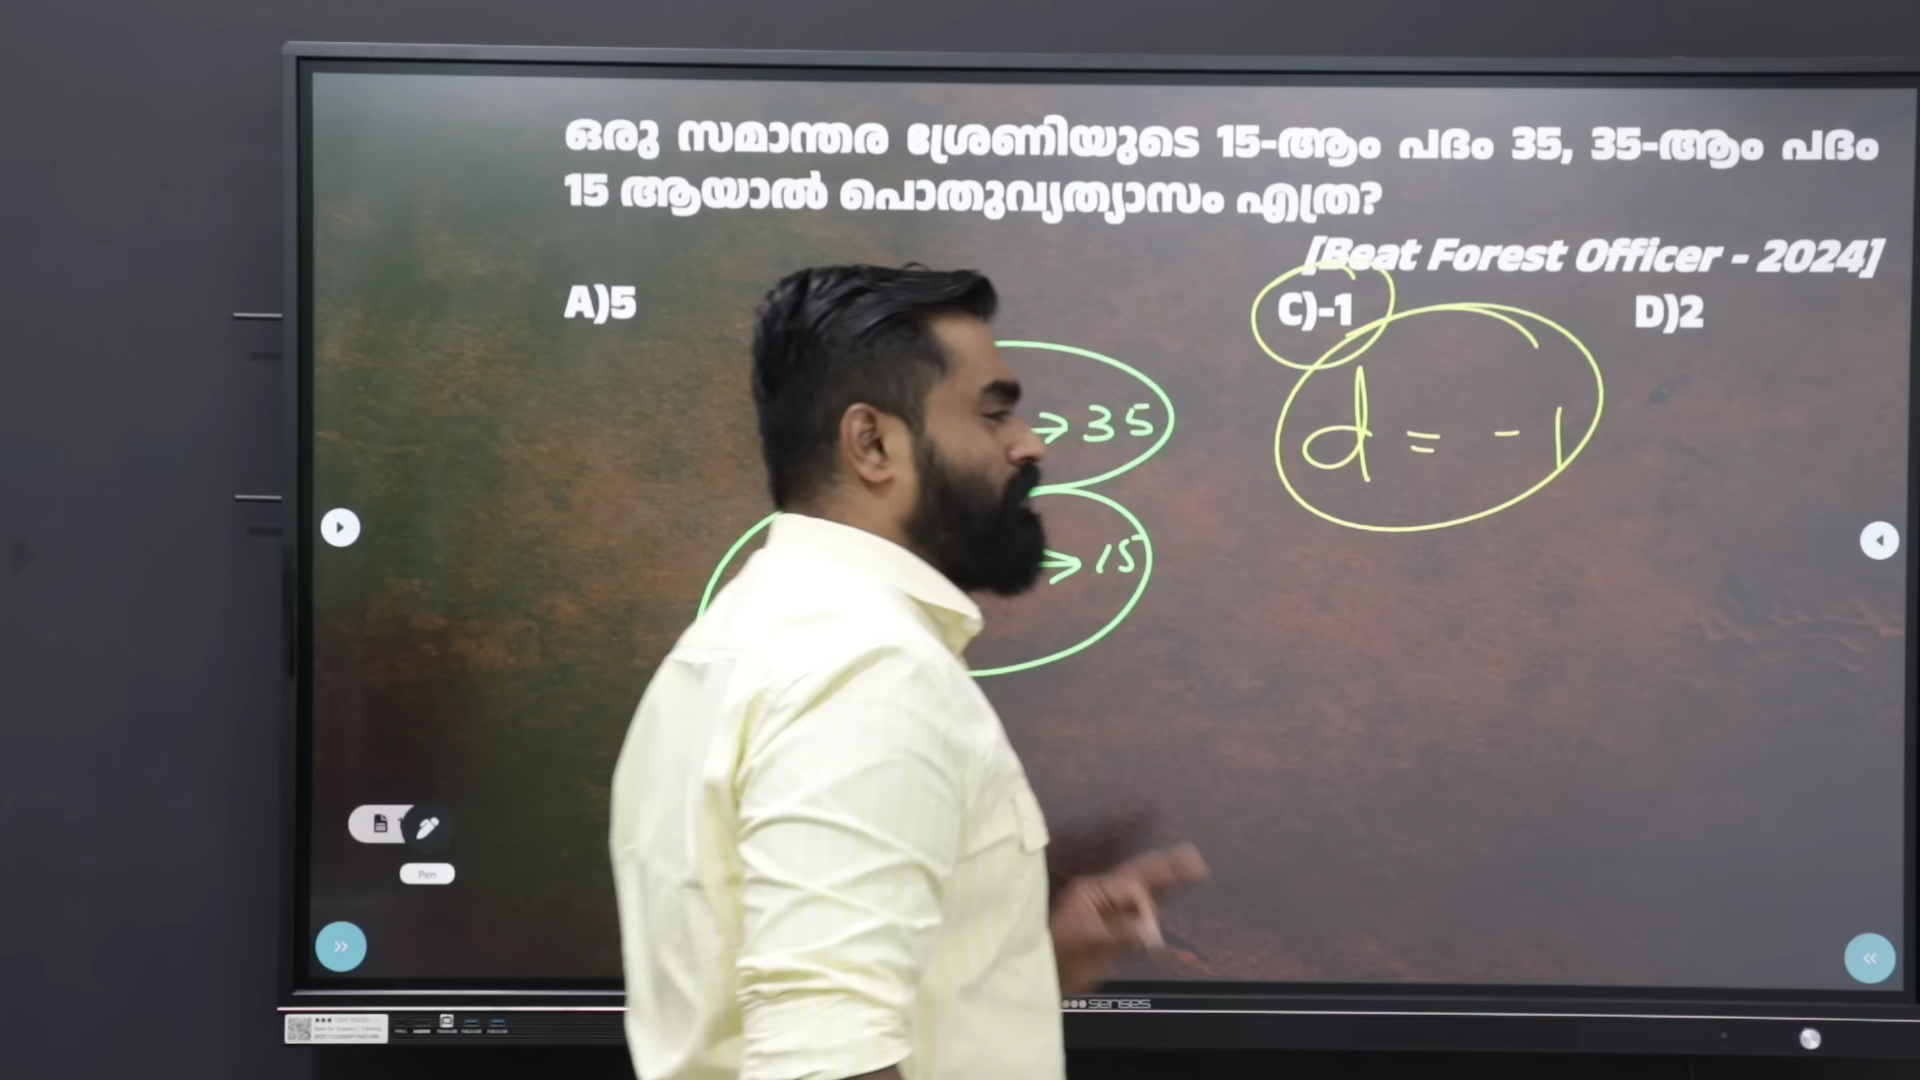 ഒരു സമാന്തര ശ്രേണിയുടെ 15-ആം പദം 35, 35-ആം പദം
15 ആയാൽ പൊതുവ്യത്യാസം എത്ര?
[Beat Forest Officer - 2024]
A)5
C)-1
D)2
→ 35
d = -1
→ 15
Pen
senses